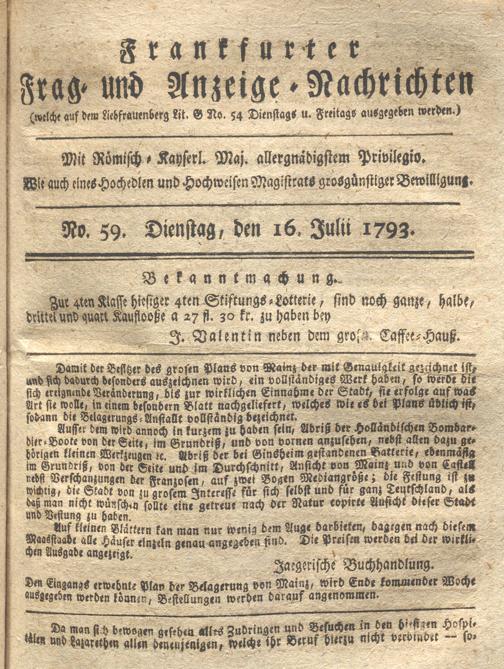 Frankfurter
Frag- und Anzeige-Nachrichten
(welche auf dem Liebfrauenberg Lit. G No. 54 Dienstags u. Freitags ausgegeben werden.)
Mit Römisch-Kayserl. Maj. allergnädigstem Privilegio.
Wie auch eines Hochedlen und Hochweisen Magistrats grosgünstiger Bewilligung.
No. 59. Dienstag, den 16. Julii 1793.
Bekanntmachung.
Zur 4ten Klasse hiesiger 4ten Stiftungs-Lotterie, sind noch ganze, halbe,
drittel und quart Kauflooße a 27 fl. 30 kr. zu haben bey
J. Valentin neben dem großen Caffee-Hauß.
Damit der Besitzer des grosen Plans von Mainz der mit Genauigkeit gezeichnet ist,
und sich dadurch besonders auszeichnen wird, ein vollständiges Werk haben, so werde die
sich ereignende Veränderung, bis zur wirklichen Einnahme der Stadt, sie erfolge auf was
Art sie wolle, in einem besondern Blatt nachgeliefert, welches wie es bei Plans üblich ist,
sodann die Belagerungs-Anstallt vollständig bezeichnet.
Ausser dem wird annoch in kurzem zu haben sein, Abriß der Holländischen Bombar-
dier-Boote von der Seite, im Grundriß, und von vornen anzusehen, nebst allen dazu ge-
hörigen kleinen Werkzeugen ꝛc. Abriß der bei Ginsheim gestandenen Batterie, ebenmäsig
im Grundriß, von der Seite und im Durchschnitt, Ansicht von Mainz und von Castell
nebst Verschanzungen der Franzosen, auf zwei Bogen Mediangröße; die Festung ist zu
wichtig, die Stadt von zu grosem Interesse für sich selbst und für ganz Teutschland, als
daß man nicht wünschen sollte eine getreue nach der Natur copirte Ansicht dieser Stadt
und Vestung zu haben.
Auf kleinen Blättern kan man nur wenig dem Auge darbieten, dagegen nach diesem
Maasstaabe alle Häuser einzeln genau angegeben sind. Die Preisen werden bei der wirkli-
chen Ausgabe angezeigt.
Jaegerische Buchhandlung.
Den Eingangs erwehnte Plan der Belagerung von Mainz, wird Ende kommender Woche
ausgegeben werden können, Bestellungen werden darauf angenommen.
Da man sich bewogen gesehen alles Zudringen und Besuchen in den hiesigen Hospi-
tälen und Lazarethen allen denenjenigen, welche ihr Beruf hierzu nicht verbindet — so-